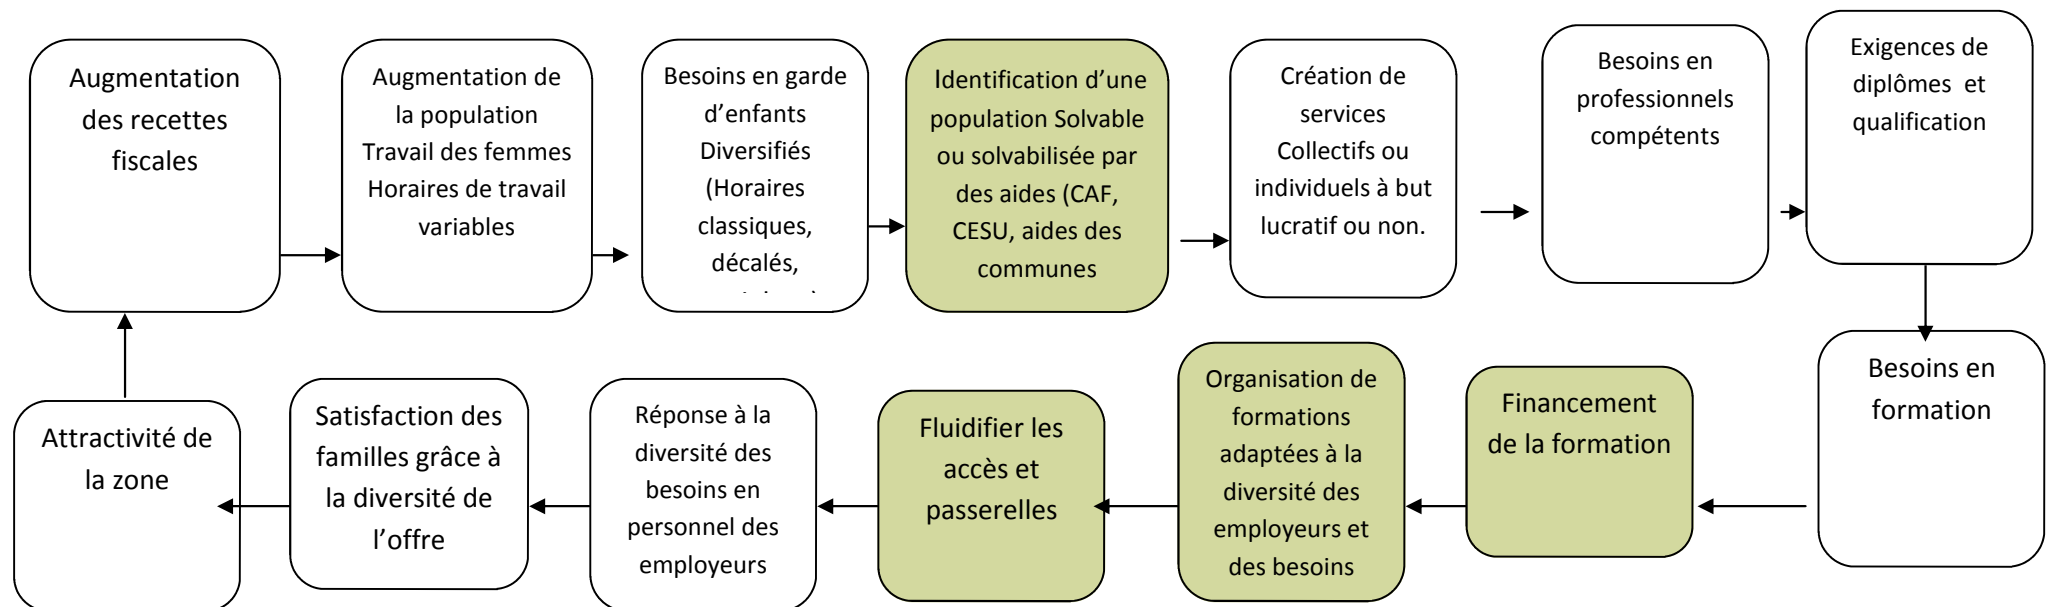 Augmentation
des recettes
fiscales
Augmentation de
la population
Travail des femmes
Horaires de travail
variables
Besoins en garde
d’enfants
Diversifiés
(Horaires
classiques,
décalés,
Identification d’une
population Solvable
ou solvabilisée par
des aides (CAF,
CESU, aides des
communes
Création de
services
Collectifs ou
individuels à but
lucratif ou non.
Besoins en
professionnels
compétents
Exigences de
diplômes et
qualification
Attractivité de
la zone
Satisfaction des
familles grâce à
la diversité de
l’offre
Réponse à la
diversité des
besoins en
personnel des
employeurs
Fluidifier les
accès et
passerelles
Organisation de
formations
adaptées à la
diversité des
employeurs et
des besoins
Financement
de la formation
Besoins en
formation